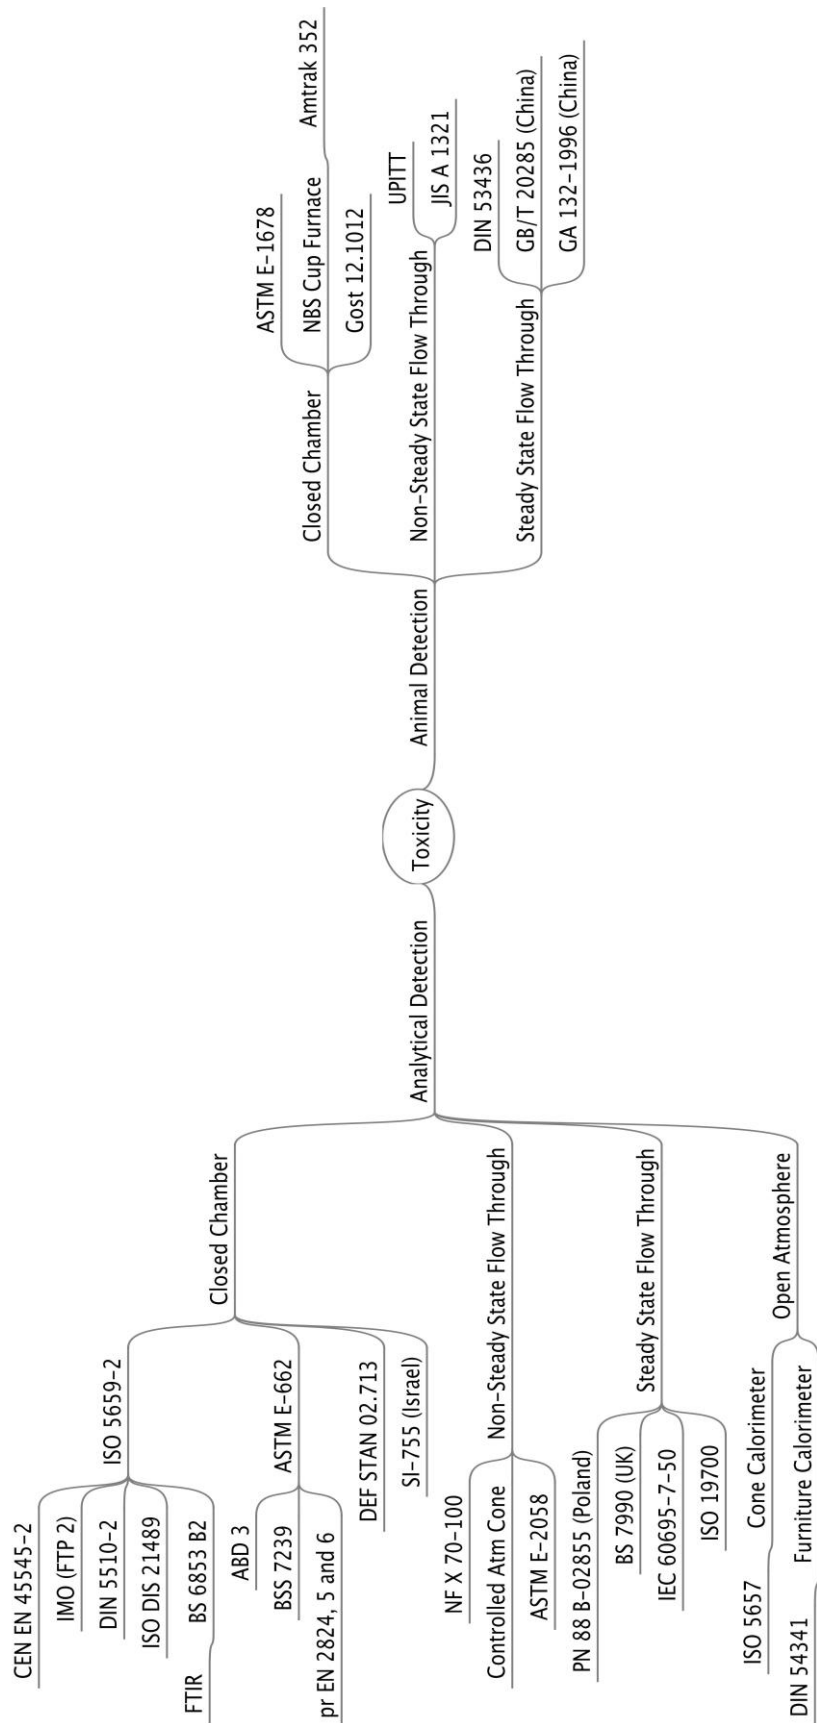 Toxicity
Analytical Detection
Closed Chamber
ISO 5659-2
CEN EN 45545-2
IMO (FTP 2)
DIN 5510-2
ISO DIS 21489
BS 6853 B2
FTIR
ASTM E-662
ABD 3
BSS 7239
pr EN 2824, 5 and 6
DEF STAN 02.713
SI-755 (Israel)
Non-Steady State Flow Through
NF X 70-100
Controlled Atm Cone
ASTM E-2058
Steady State Flow Through
PN 88 B-02855 (Poland)
BS 7990 (UK)
IEC 60695-7-50
ISO 19700
Open Atmosphere
Cone Calorimeter
ISO 5657
Furniture Calorimeter
DIN 54341
Animal Detection
Closed Chamber
ASTM E-1678
NBS Cup Furnace
Amtrak 352
Gost 12.1012
Non-Steady State Flow Through
UPITT
JIS A 1321
Steady State Flow Through
DIN 53436
GB/T 20285 (China)
GA 132-1996 (China)